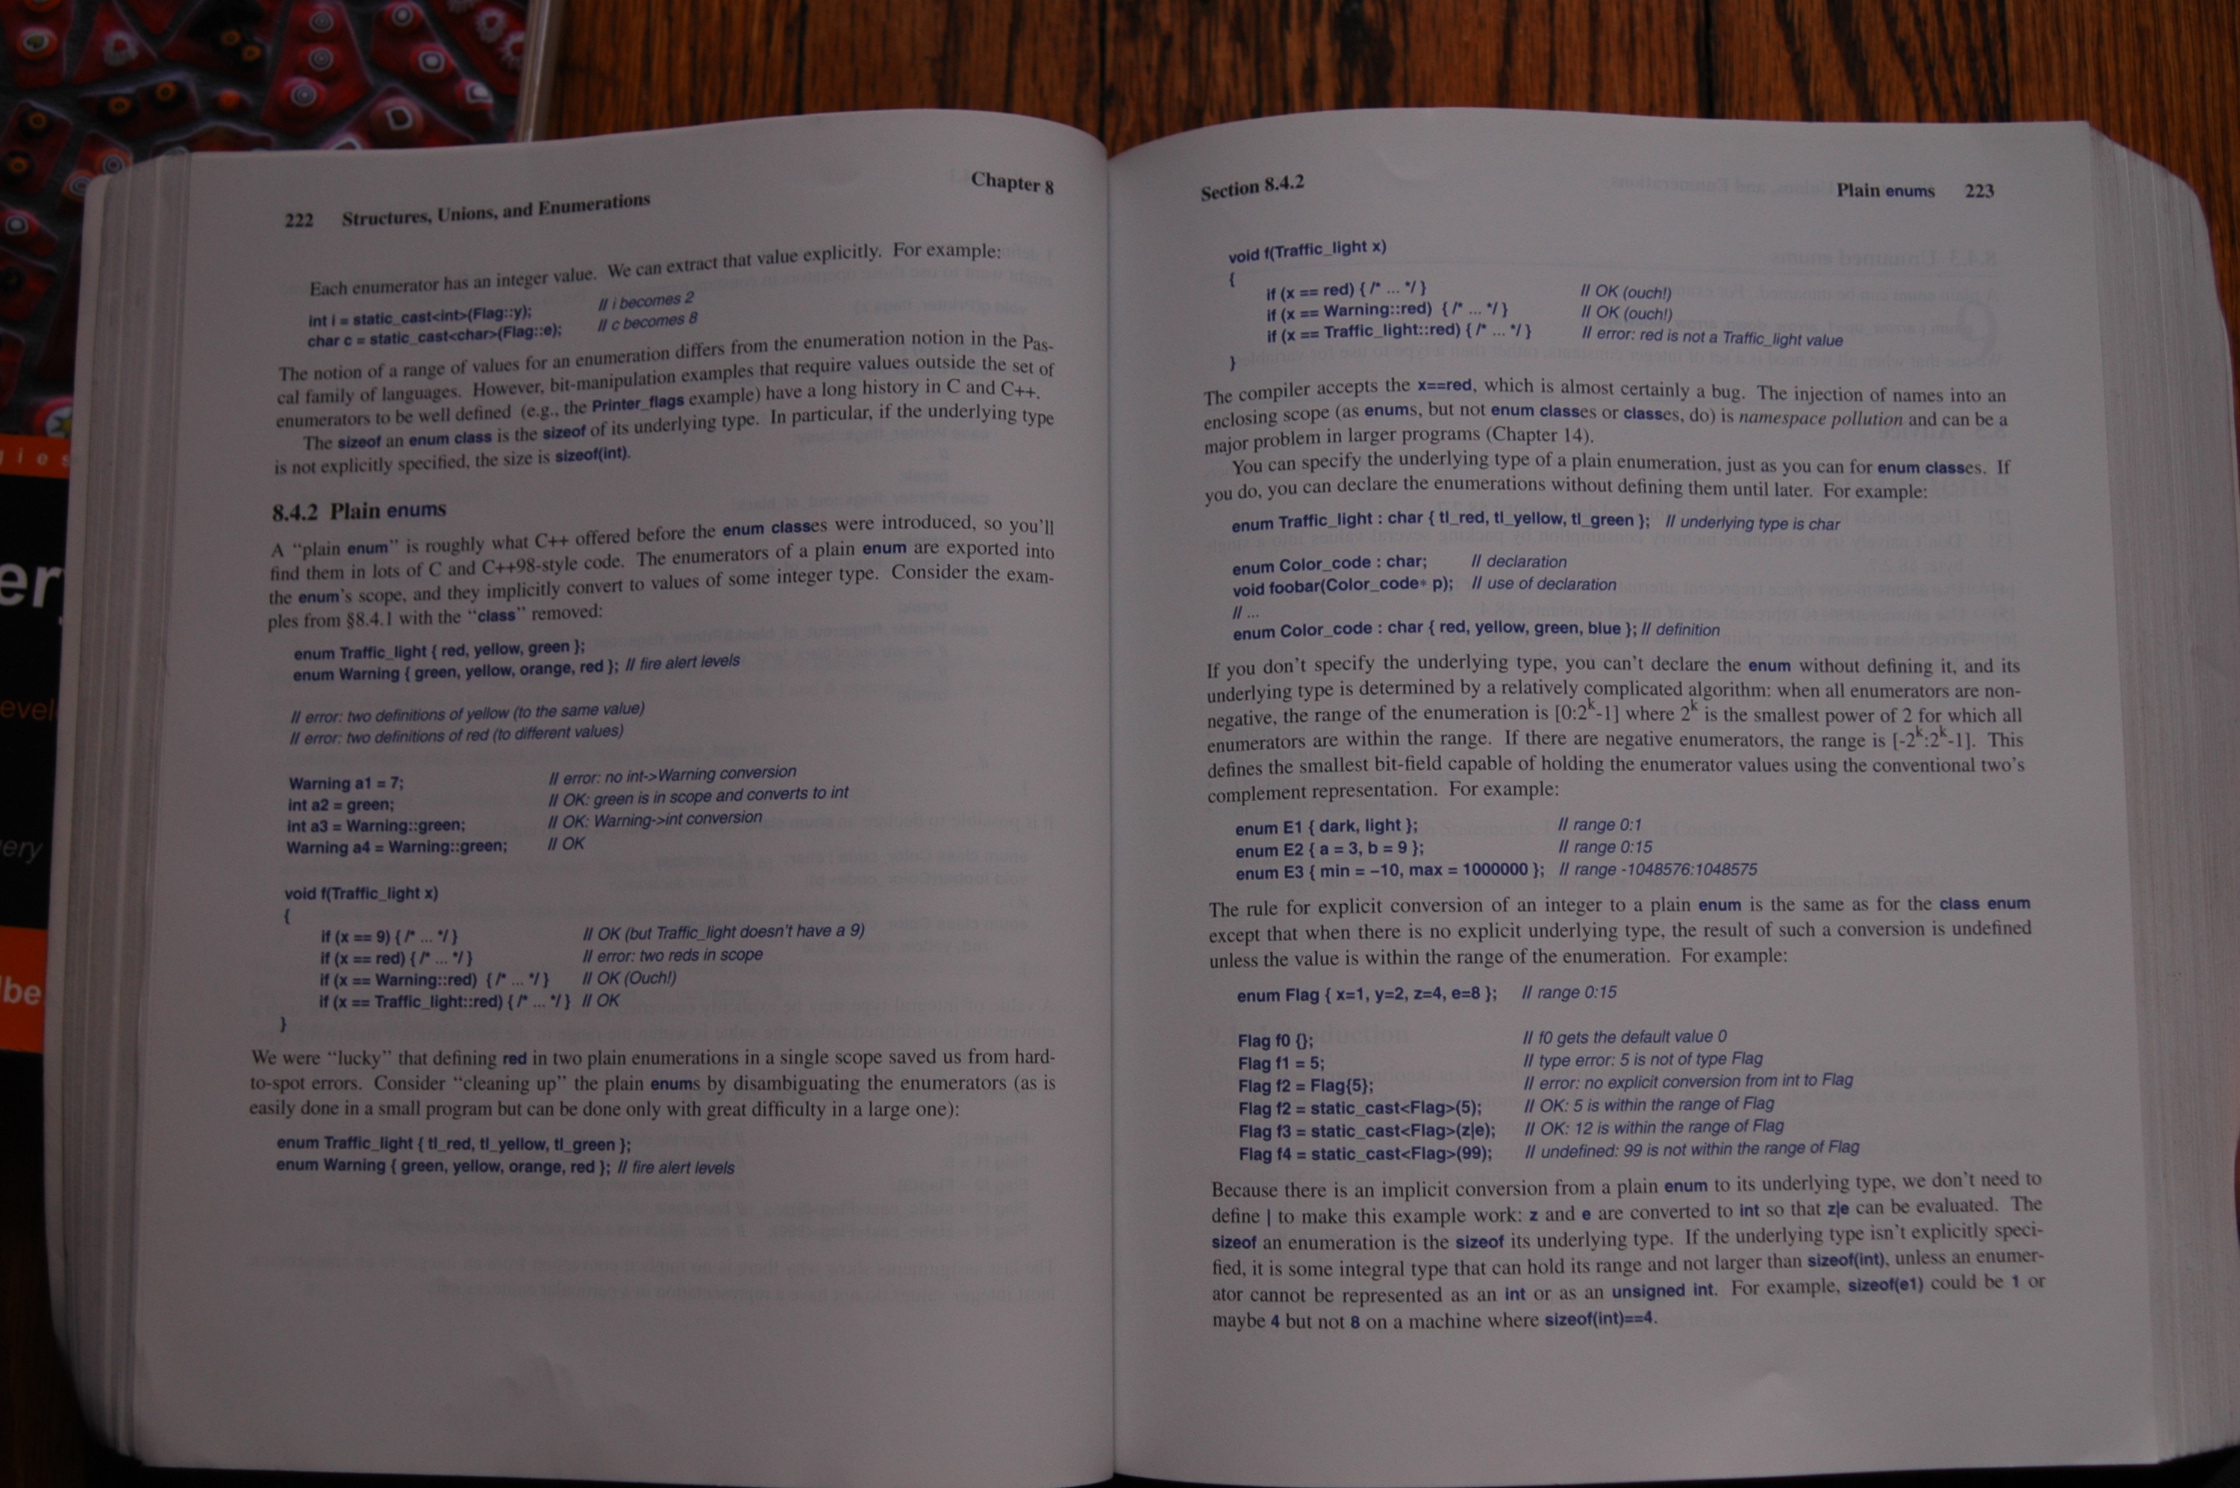 222 Structures, Unions, and Enumerations Chapter 8
Each enumerator has an integer value. We can extract that value explicitly. For example:
int i = static_cast<int>(Flag::y); // i becomes 2
char c = static_cast<char>(Flag::e); // c becomes 8
The notion of a range of values for an enumeration differs from the enumeration notion in the Pas-
cal family of languages. However, bit-manipulation examples that require values outside the set of
enumerators to be well defined (e.g., the Printer_flags example) have a long history in C and C++.
The sizeof an enum class is the sizeof of its underlying type. In particular, if the underlying type
is not explicitly specified, the size is sizeof(int).
8.4.2 Plain enums
A "plain enum" is roughly what C++ offered before the enum classes were introduced, so you'll
find them in lots of C and C++98-style code. The enumerators of a plain enum are exported into
the enum's scope, and they implicitly convert to values of some integer type. Consider the exam-
ples from §8.4.1 with the "class" removed:
enum Traffic_light { red, yellow, green };
enum Warning { green, yellow, orange, red }; // fire alert levels
// error: two definitions of yellow (to the same value)
// error: two definitions of red (to different values)
Warning a1 = 7; // error: no int->Warning conversion
int a2 = green; // OK: green is in scope and converts to int
int a3 = Warning::green; // OK: Warning->int conversion
Warning a4 = Warning::green; // OK
void f(Traffic_light x)
{
if (x == 9) { /* ... */ } // OK (but Traffic_light doesn't have a 9)
if (x == red) { /* ... */ } // error: two reds in scope
if (x == Warning::red) { /* ... */ } // OK (Ouch!)
if (x == Traffic_light::red) { /* ... */ } // OK
}
We were "lucky" that defining red in two plain enumerations in a single scope saved us from hard-
to-spot errors. Consider "cleaning up" the plain enums by disambiguating the enumerators (as is
easily done in a small program but can be done only with great difficulty in a large one):
enum Traffic_light { tl_red, tl_yellow, tl_green };
enum Warning { green, yellow, orange, red }; // fire alert levels
Section 8.4.2 Plain enums 223
void f(Traffic_light x)
{
if (x == red) { /* ... */ } // OK (ouch!)
if (x == Warning::red) { /* ... */ } // OK (ouch!)
if (x == Traffic_light::red) { /* ... */ } // error: red is not a Traffic_light value
}
The compiler accepts the x==red, which is almost certainly a bug. The injection of names into an
enclosing scope (as enums, but not enum classes or classes, do) is namespace pollution and can be a
major problem in larger programs (Chapter 14).
You can specify the underlying type of a plain enumeration, just as you can for enum classes. If
you do, you can declare the enumerations without defining them until later. For example:
enum Traffic_light : char { tl_red, tl_yellow, tl_green }; // underlying type is char
enum Color_code : char; // declaration
void foobar(Color_code* p); // use of declaration
// ...
enum Color_code : char { red, yellow, green, blue }; // definition
If you don't specify the underlying type, you can't declare the enum without defining it, and its
underlying type is determined by a relatively complicated algorithm: when all enumerators are non-
negative, the range of the enumeration is [0:2^k-1] where 2^k is the smallest power of 2 for which all
enumerators are within the range. If there are negative enumerators, the range is [-2^k:2^k-1]. This
defines the smallest bit-field capable of holding the enumerator values using the conventional two's
complement representation. For example:
enum E1 { dark, light }; // range 0:1
enum E2 { a = 3, b = 9 }; // range 0:15
enum E3 { min = −10, max = 1000000 }; // range -1048576:1048575
The rule for explicit conversion of an integer to a plain enum is the same as for the class enum
except that when there is no explicit underlying type, the result of such a conversion is undefined
unless the value is within the range of the enumeration. For example:
enum Flag { x=1, y=2, z=4, e=8 }; // range 0:15
Flag f0 {}; // f0 gets the default value 0
Flag f1 = 5; // type error: 5 is not of type Flag
Flag f2 = Flag{5}; // error: no explicit conversion from int to Flag
Flag f2 = static_cast<Flag>(5); // OK: 5 is within the range of Flag
Flag f3 = static_cast<Flag>(z|e); // OK: 12 is within the range of Flag
Flag f4 = static_cast<Flag>(99); // undefined: 99 is not within the range of Flag
Because there is an implicit conversion from a plain enum to its underlying type, we don't need to
define | to make this example work: z and e are converted to int so that z|e can be evaluated. The
sizeof an enumeration is the sizeof its underlying type. If the underlying type isn't explicitly speci-
fied, it is some integral type that can hold its range and not larger than sizeof(int), unless an enumer-
ator cannot be represented as an int or as an unsigned int. For example, sizeof(e1) could be 1 or
maybe 4 but not 8 on a machine where sizeof(int)==4.
er
evel
ery
be